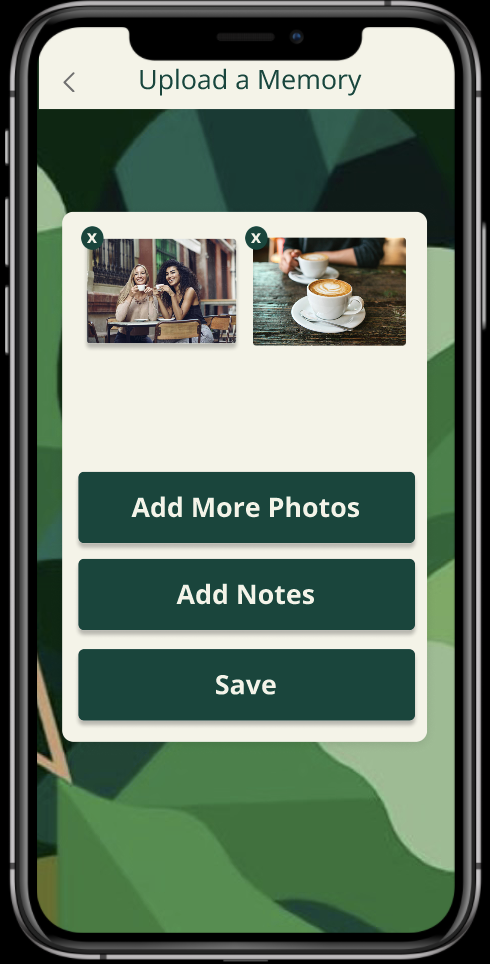 Upload a Memory
X X
Add More Photos
Add Notes
Save